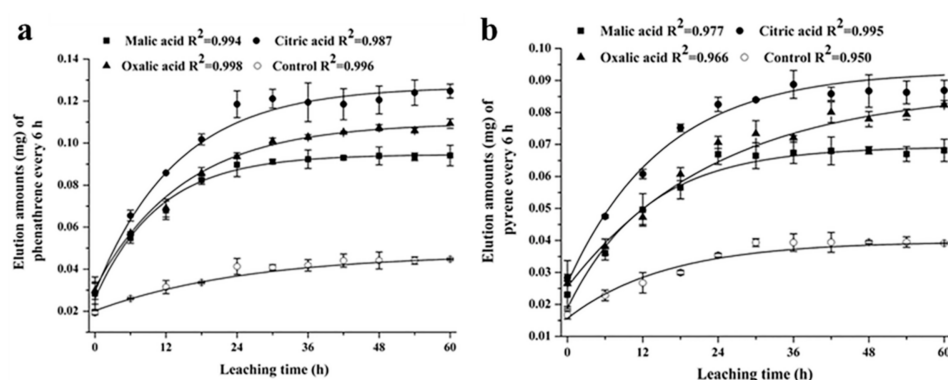 a
Malic acid R²=0.994 Citric acid R²=0.987
Oxalic acid R²=0.998 Control R²=0.996
Elution amounts (mg) of
phenathrene every 6 h
0.14
0.12
0.10
0.08
0.06
0.04
0.02
0 12 24 36 48 60
Leaching time (h)
b
Malic acid R²=0.977 Citric acid R²=0.995
Oxalic acid R²=0.966 Control R²=0.950
Elution amounts (mg) of
pyrene every 6 h
0.10
0.09
0.08
0.07
0.06
0.05
0.04
0.03
0.02
0.01
0 12 24 36 48 60
Leaching time (h)